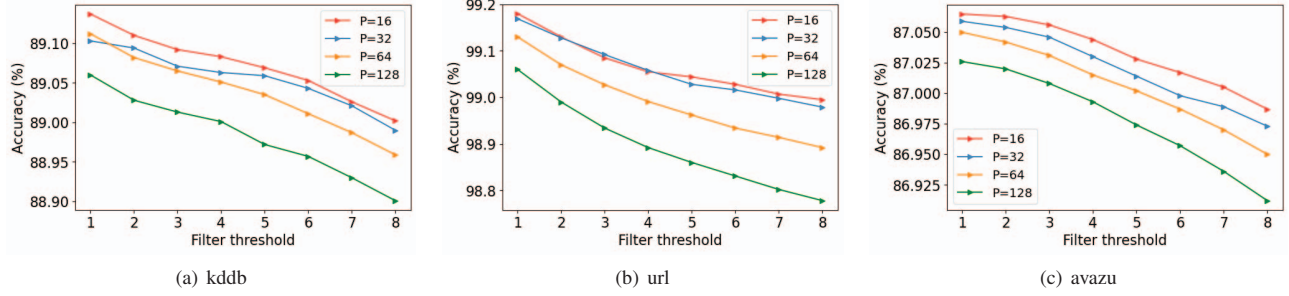 89.10
89.05
89.00
88.95
88.90
Accuracy (%)
P=16
P=32
P=64
P=128
1 2 3 4 5 6 7 8
Filter threshold
(a) kddb
99.2
99.1
99.0
98.9
98.8
Accuracy (%)
P=16
P=32
P=64
P=128
1 2 3 4 5 6 7 8
Filter threshold
(b) url
87.050
87.025
87.000
86.975
86.950
86.925
Accuracy (%)
P=16
P=32
P=64
P=128
1 2 3 4 5 6 7 8
Filter threshold
(c) avazu